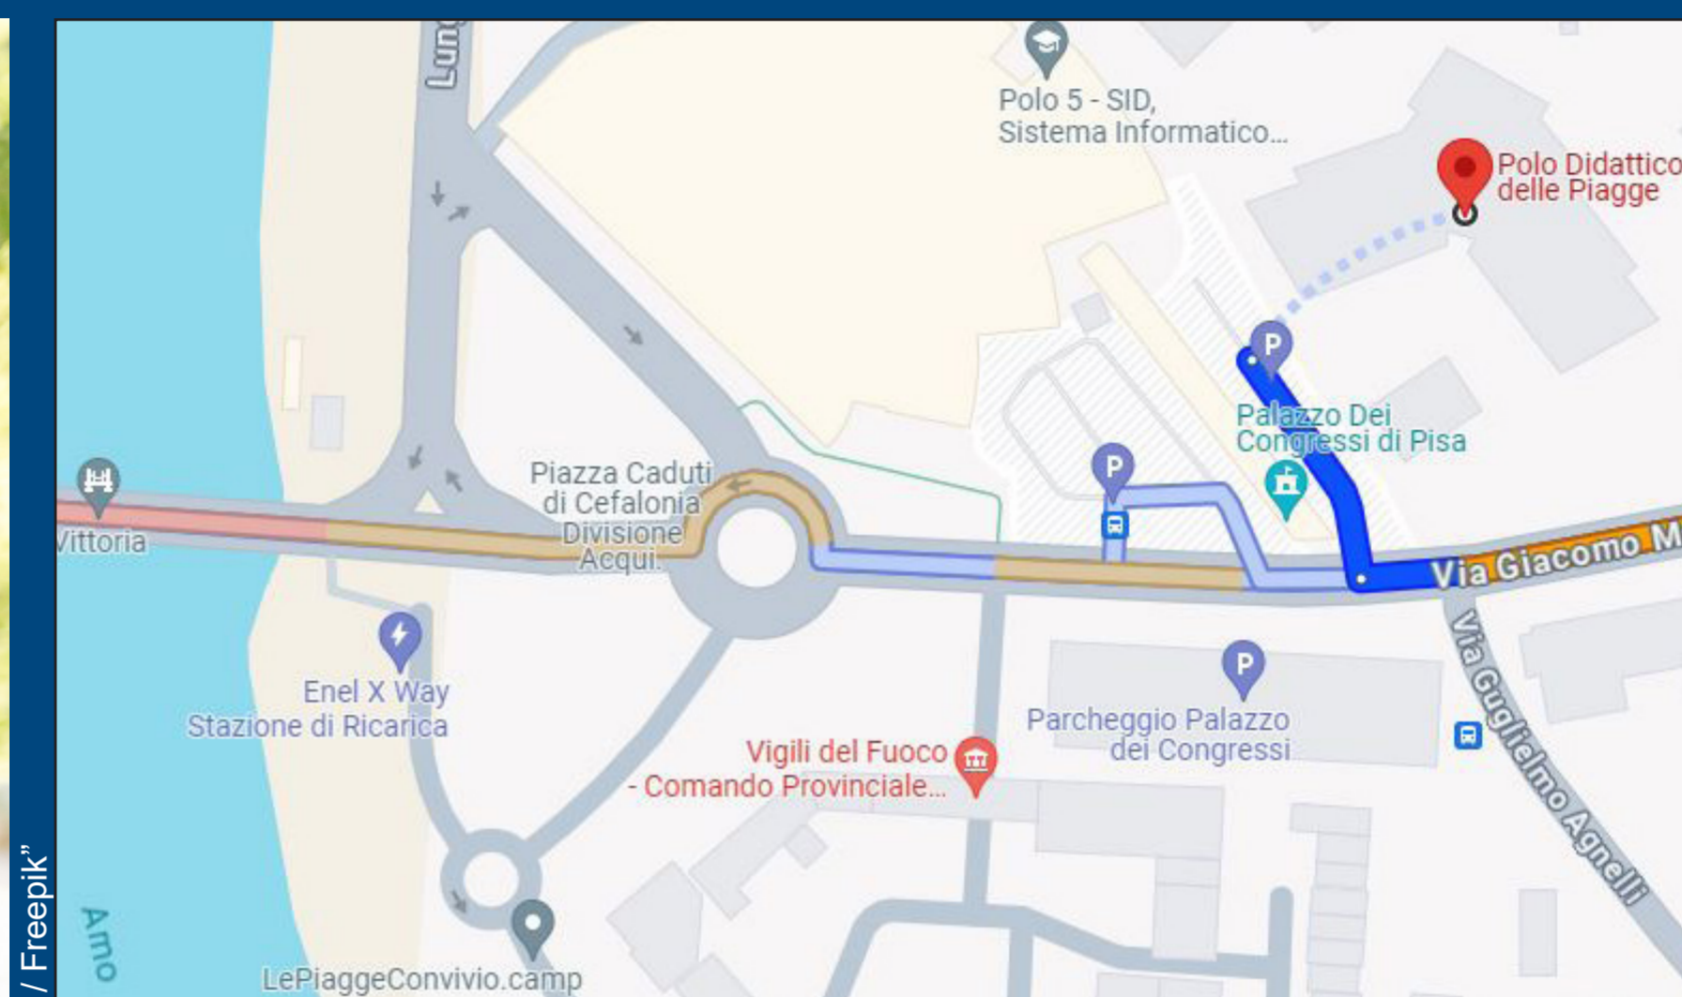 Lung
Polo 5 - SID,
Sistema Informatico...
Polo Didattico
delle Piagge
Palazzo Dei
Congressi di Pisa
P
P
Piazza Caduti
di Cefalonia
Divisione
Acqui.
Vittoria
Via Giacomo M
Enel X Way
Stazione di Ricarica
P
Parcheggio Palazzo
dei Congressi
Vigili del Fuoco
- Comando Provinciale...
Via Guglielmo Agnelli
Arno
LePiaggeConvivio.camp
/ Freepik”